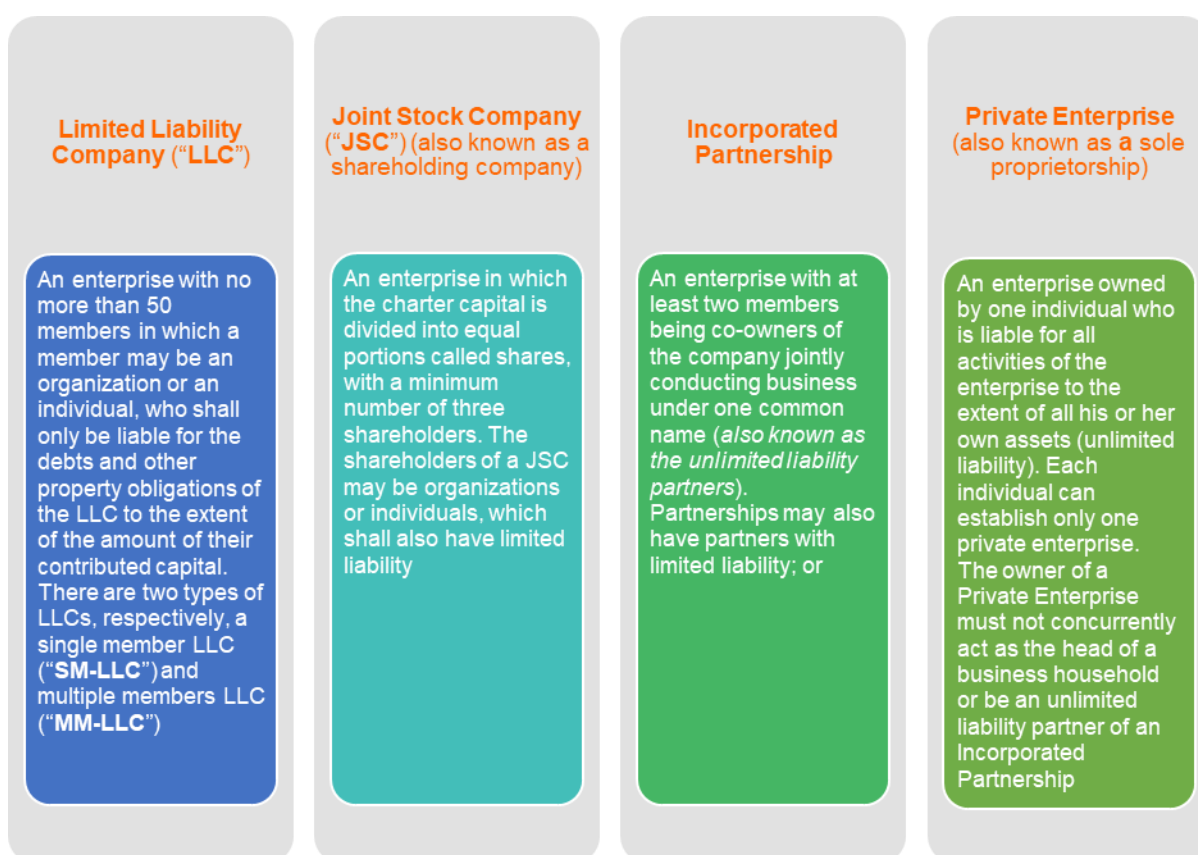 Limited Liability
Company (“LLC”)
An enterprise with no
more than 50
members in which a
member may be an
organization or an
individual, who shall
only be liable for the
debts and other
property obligations of
the LLC to the extent
of the amount of their
contributed capital.
There are two types of
LLCs, respectively, a
single member LLC
(“SM-LLC”) and
multiple members LLC
(“MM-LLC”)
Joint Stock Company
(“JSC”) (also known as a
shareholding company)
An enterprise in which
the charter capital is
divided into equal
portions called shares,
with a minimum
number of three
shareholders. The
shareholders of a JSC
may be organizations
or individuals, which
shall also have limited
liability
Incorporated
Partnership
An enterprise with at
least two members
being co-owners of
the company jointly
conducting business
under one common
name (also known as
the unlimited liability
partners).
Partnerships may also
have partners with
limited liability; or
Private Enterprise
(also known as a sole
proprietorship)
An enterprise owned
by one individual who
is liable for all
activities of the
enterprise to the
extent of all his or her
own assets (unlimited
liability). Each
individual can
establish only one
private enterprise.
The owner of a
Private Enterprise
must not concurrently
act as the head of a
business household
or be an unlimited
liability partner of an
Incorporated
Partnership